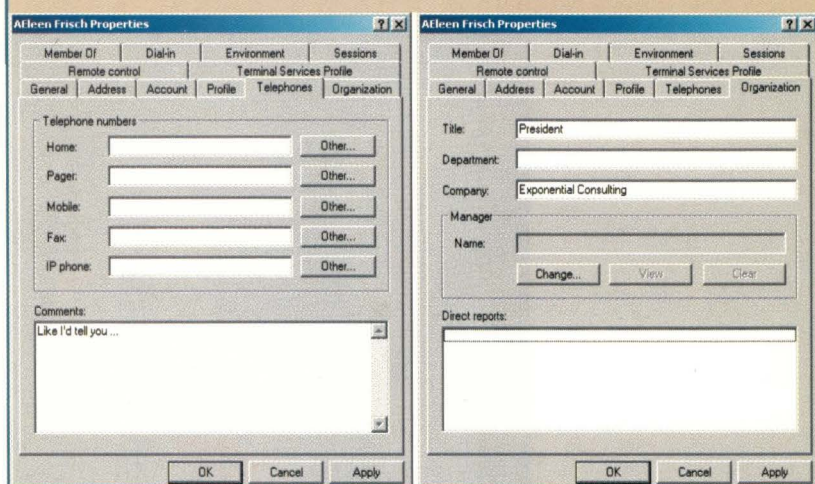 AEleen Frisch Properties
Member Of Dial-in Environment Sessions
Remote control Terminal Services Profile
General Address Account Profile Telephones Organization
Telephone numbers
Home: Other...
Pager: Other...
Mobile: Other...
Fax: Other...
IP phone: Other...
Comments:
Like I'd tell you ...
OK Cancel Apply
AEleen Frisch Properties
Member Of Dial-in Environment Sessions
Remote control Terminal Services Profile
General Address Account Profile Telephones Organization
Title: President
Department:
Company: Exponential Consulting
Manager
Name:
Change... View Clear
Direct reports:
OK Cancel Apply